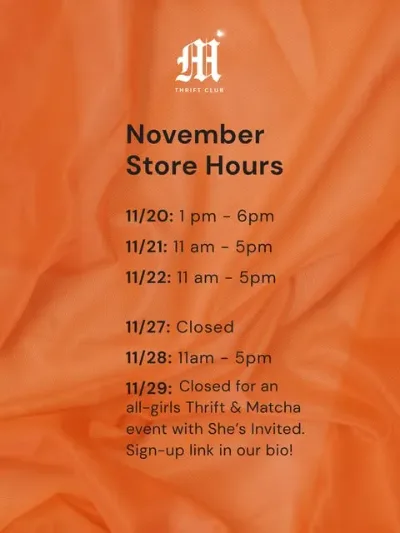 M
THRIFT CLUB
November
Store Hours
11/20: 1 pm - 6pm
11/21: 11 am - 5pm
11/22: 11 am - 5pm
11/27: Closed
11/28: 11am - 5pm
11/29: Closed for an
all-girls Thrift & Matcha
event with She's Invited.
Sign-up link in our bio!